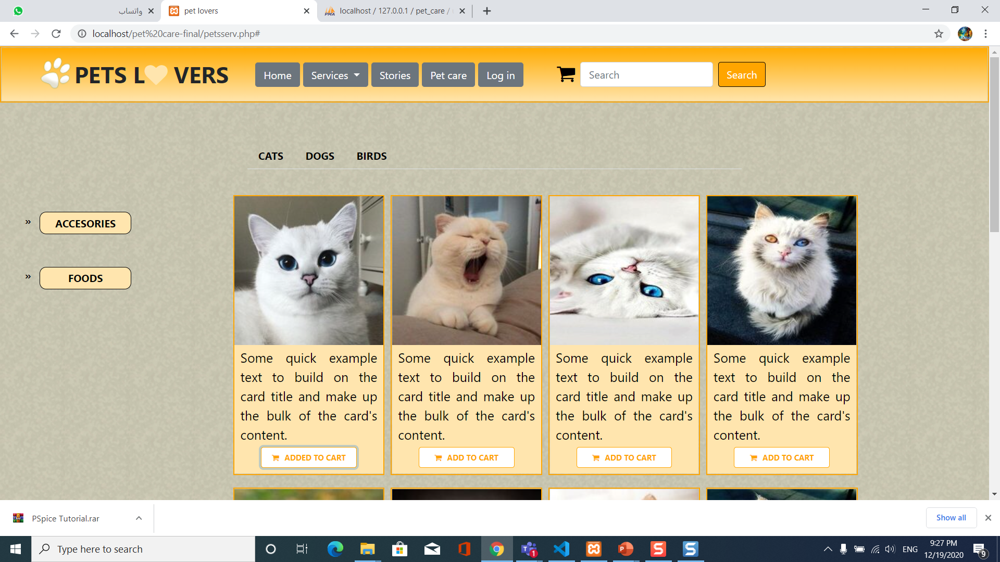 واتساب
pet lovers
PMA
localhost / 127.0.0.1 / pet_care /
localhost/pet%20care-final/petsserv.php#
PETS L VERS
Home
Services
Stories
Pet care
Log in
Search
Search
CATS
DOGS
BIRDS
» ACCESORIES
» FOODS
Some quick example
text to build on the
card title and make up
the bulk of the card's
content.
ADDED TO CART
Some quick example
text to build on the
card title and make up
the bulk of the card's
content.
ADD TO CART
Some quick example
text to build on the
card title and make up
the bulk of the card's
content.
ADD TO CART
Some quick example
text to build on the
card title and make up
the bulk of the card's
content.
ADD TO CART
PSpice Tutorial.rar
Show all
Type here to search
1
ENG
9:27 PM
12/19/2020
9